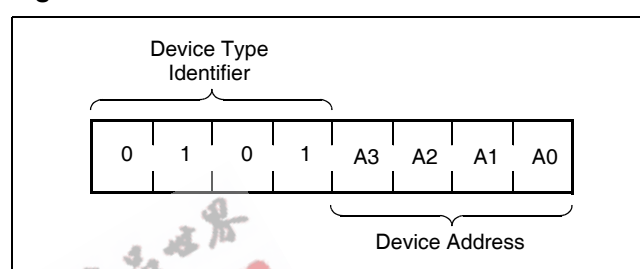 Device Type
Identifier
0 1 0 1 A3 A2 A1 A0
Device Address